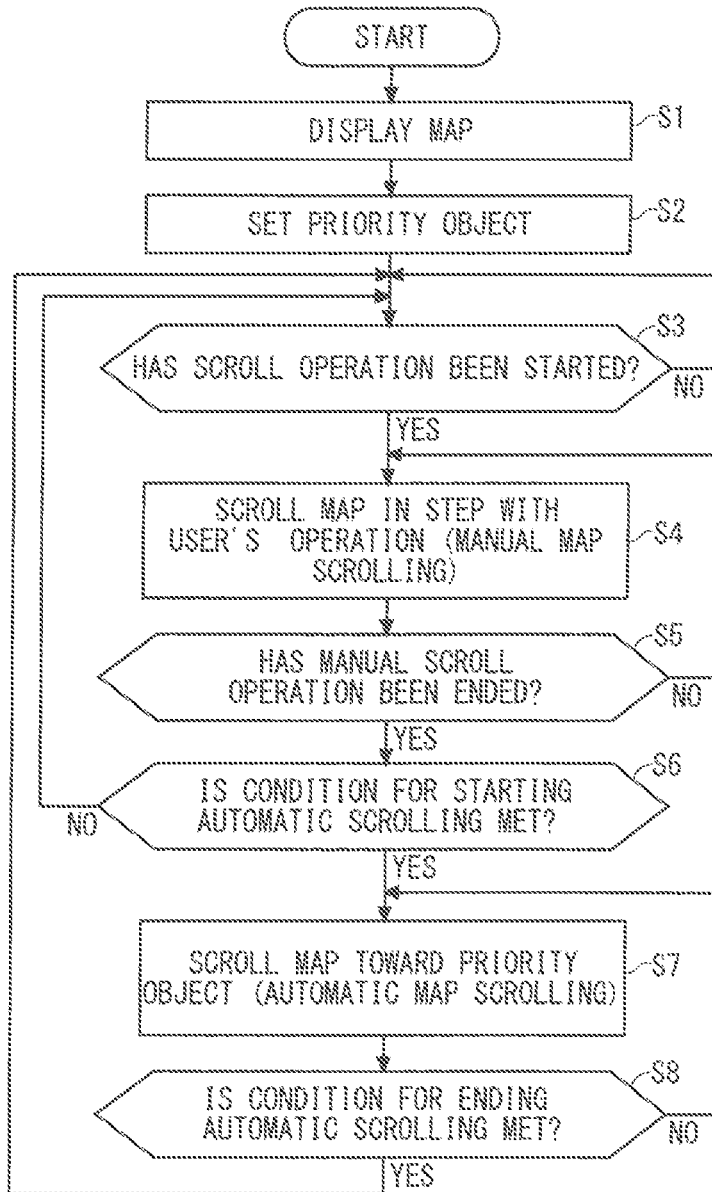 START
DISPLAY MAP
S1
SET PRIORITY OBJECT
S2
S3
HAS SCROLL OPERATION BEEN STARTED?
NO
YES
SCROLL MAP IN STEP WITH
USER'S OPERATION (MANUAL MAP
SCROLLING)
S4
S5
HAS MANUAL SCROLL
OPERATION BEEN ENDED?
NO
YES
S6
IS CONDITION FOR STARTING
AUTOMATIC SCROLLING MET?
NO
YES
SCROLL MAP TOWARD PRIORITY
OBJECT (AUTOMATIC MAP SCROLLING)
S7
S8
IS CONDITION FOR ENDING
AUTOMATIC SCROLLING MET?
NO
YES